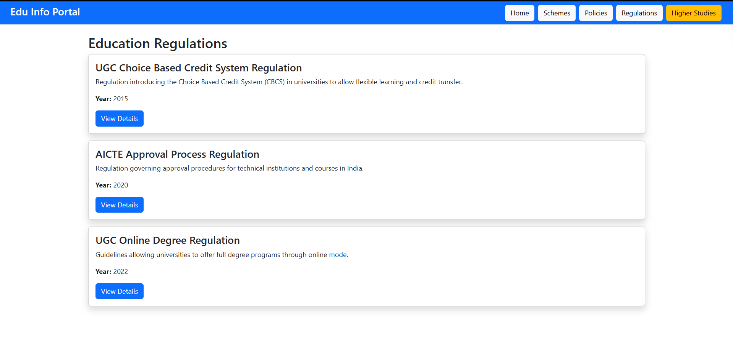 Edu Info Portal
Home Schemes Policies Regulations Higher Studies
Education Regulations
UGC Choice Based Credit System Regulation
Regulation introducing the Choice Based Credit System (CBCS) in universities to allow flexible learning and credit transfer.
Year: 2015
View Details
AICTE Approval Process Regulation
Regulation governing approval procedures for technical institutions and courses in India.
Year: 2020
View Details
UGC Online Degree Regulation
Guidelines allowing universities to offer full degree programs through online mode.
Year: 2022
View Details